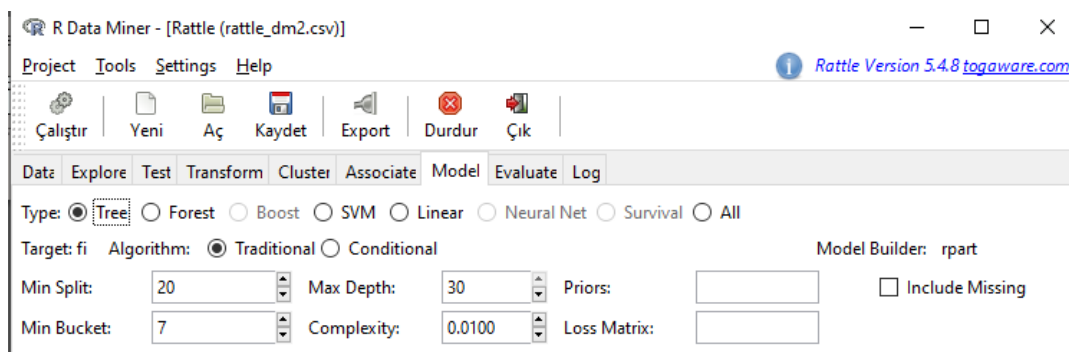 R Data Miner - [Rattle (rattle_dm2.csv)]
Project Tools Settings Help Rattle Version 5.4.8 togaware.com
Çalıştır Yeni Aç Kaydet Export Durdur Çık
Data Explore Test Transform Cluster Associate Model Evaluate Log
Type: Tree Forest Boost SVM Linear Neural Net Survival All
Target: fi Algorithm: Traditional Conditional Model Builder: rpart
Min Split: 20 Max Depth: 30 Priors: Include Missing
Min Bucket: 7 Complexity: 0.0100 Loss Matrix: